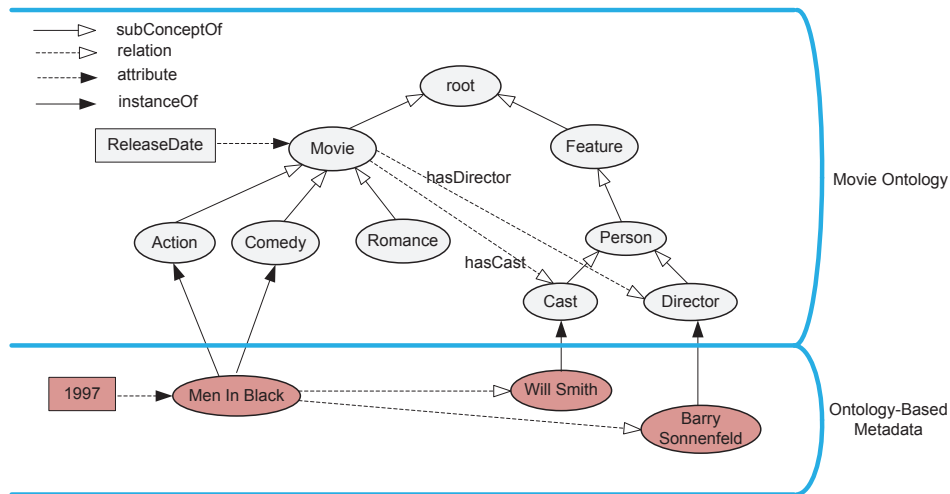 subConceptOf
relation
attribute
instanceOf
root
ReleaseDate
Movie
Feature
hasDirector
Movie Ontology
Action
Comedy
Romance
Person
hasCast
Cast
Director
1997
Men In Black
Will Smith
Barry
Sonnenfeld
Ontology-Based
Metadata